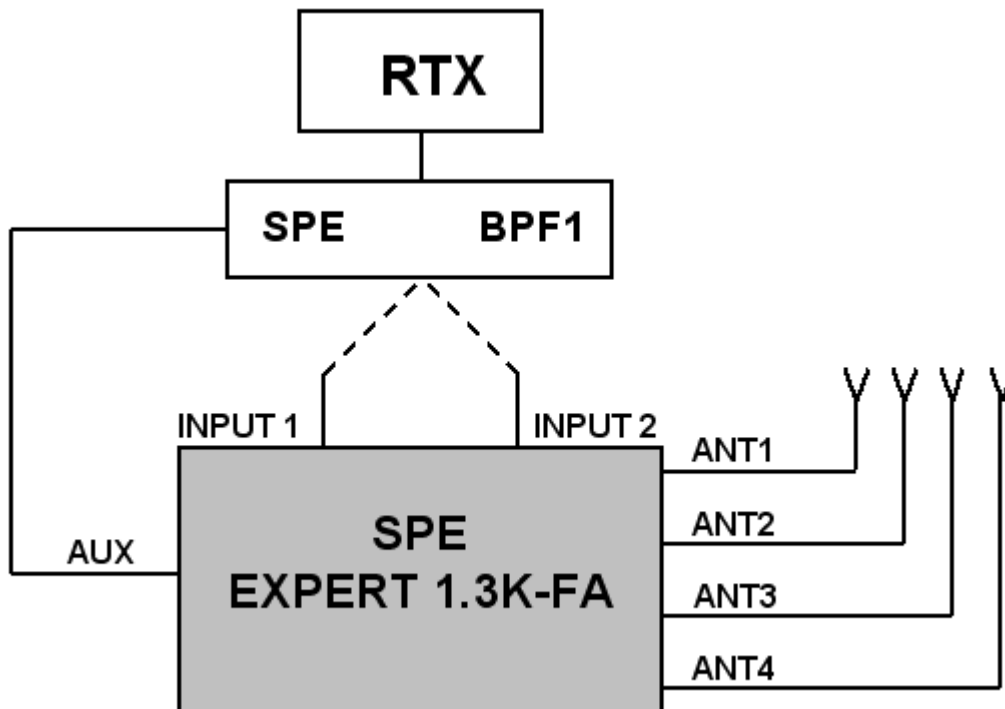 RTX
SPE BPF1
INPUT 1 INPUT 2
ANT1
SPE
ANT2
AUX
EXPERT 1.3K-FA
ANT3
ANT4